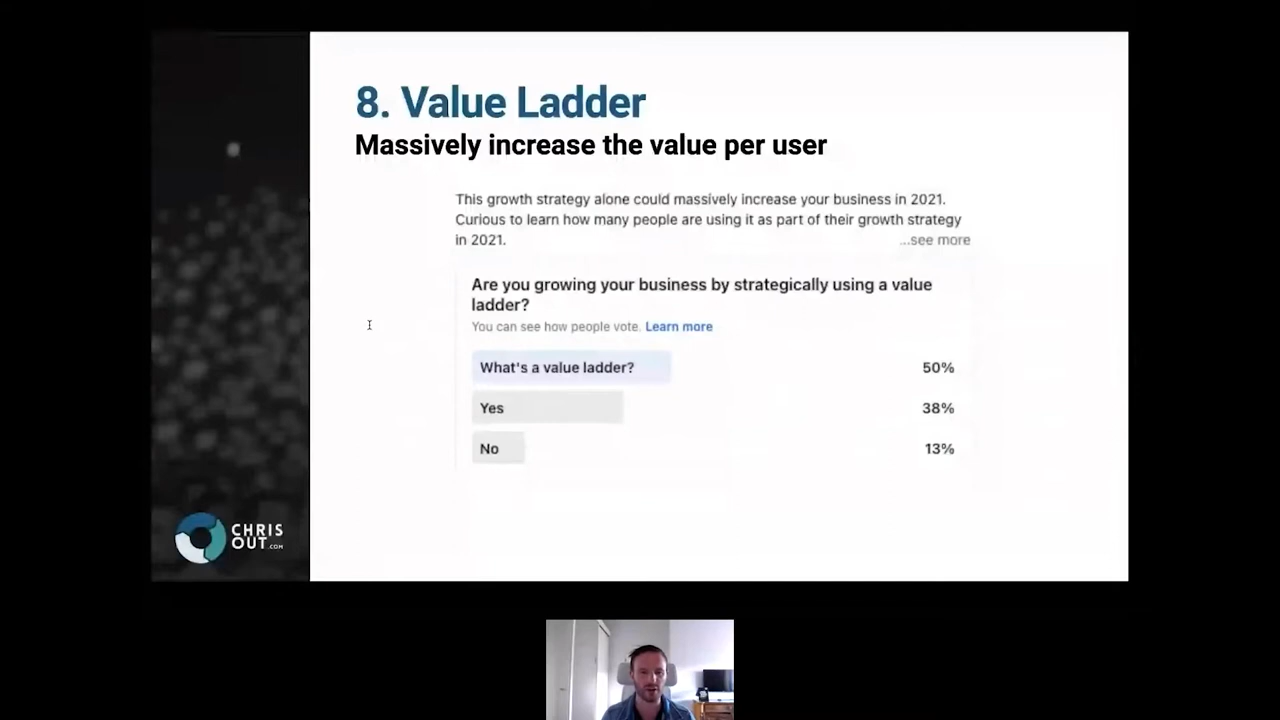 8. Value Ladder
Massively increase the value per user
This growth strategy alone could massively increase your business in 2021.
Curious to learn how many people are using it as part of their growth strategy
in 2021.
...see more
Are you growing your business by strategically using a value
ladder?
You can see how people vote. Learn more
What's a value ladder? 50%
Yes 38%
No 13%
CHRIS
OUT.COM